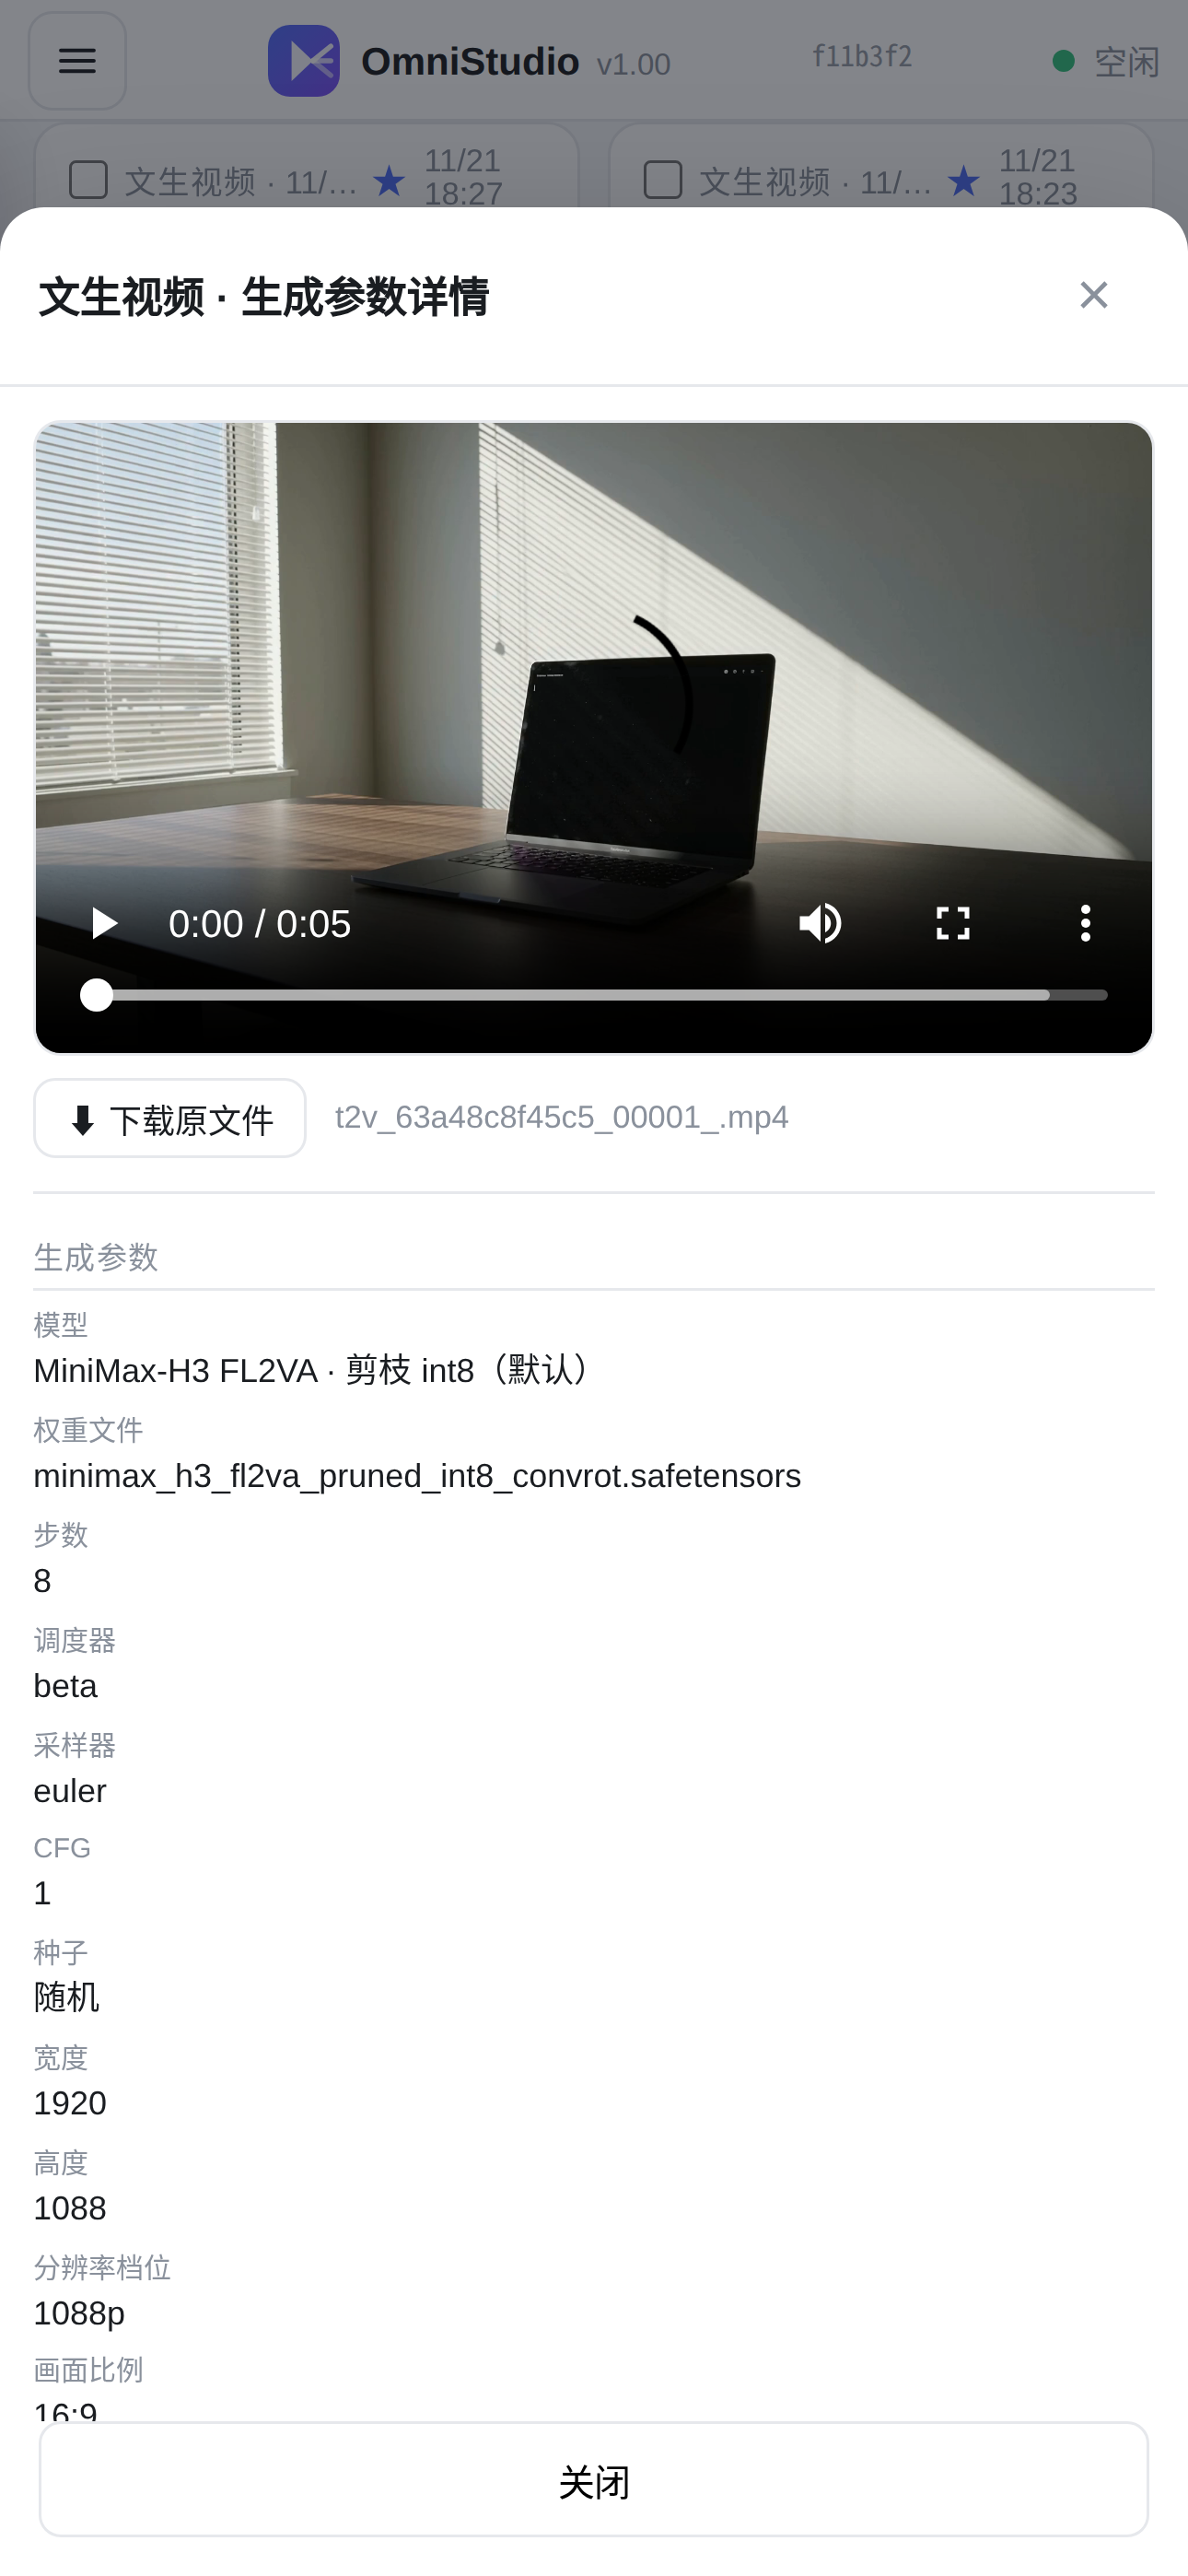 OmniStudio v1.00 f11b3f2 空闲
文生视频 · 11/... ★ 11/21 18:27
文生视频 · 11/... ★ 11/21 18:23
文生视频 · 生成参数详情
0:00 / 0:05
下载原文件 t2v_63a48c8f45c5_00001_.mp4
生成参数
模型
MiniMax-H3 FL2VA · 剪枝 int8（默认）
权重文件
minimax_h3_fl2va_pruned_int8_convrot.safetensors
步数
8
调度器
beta
采样器
euler
CFG
1
种子
随机
宽度
1920
高度
1088
分辨率档位
1088p
画面比例
16:9
关闭